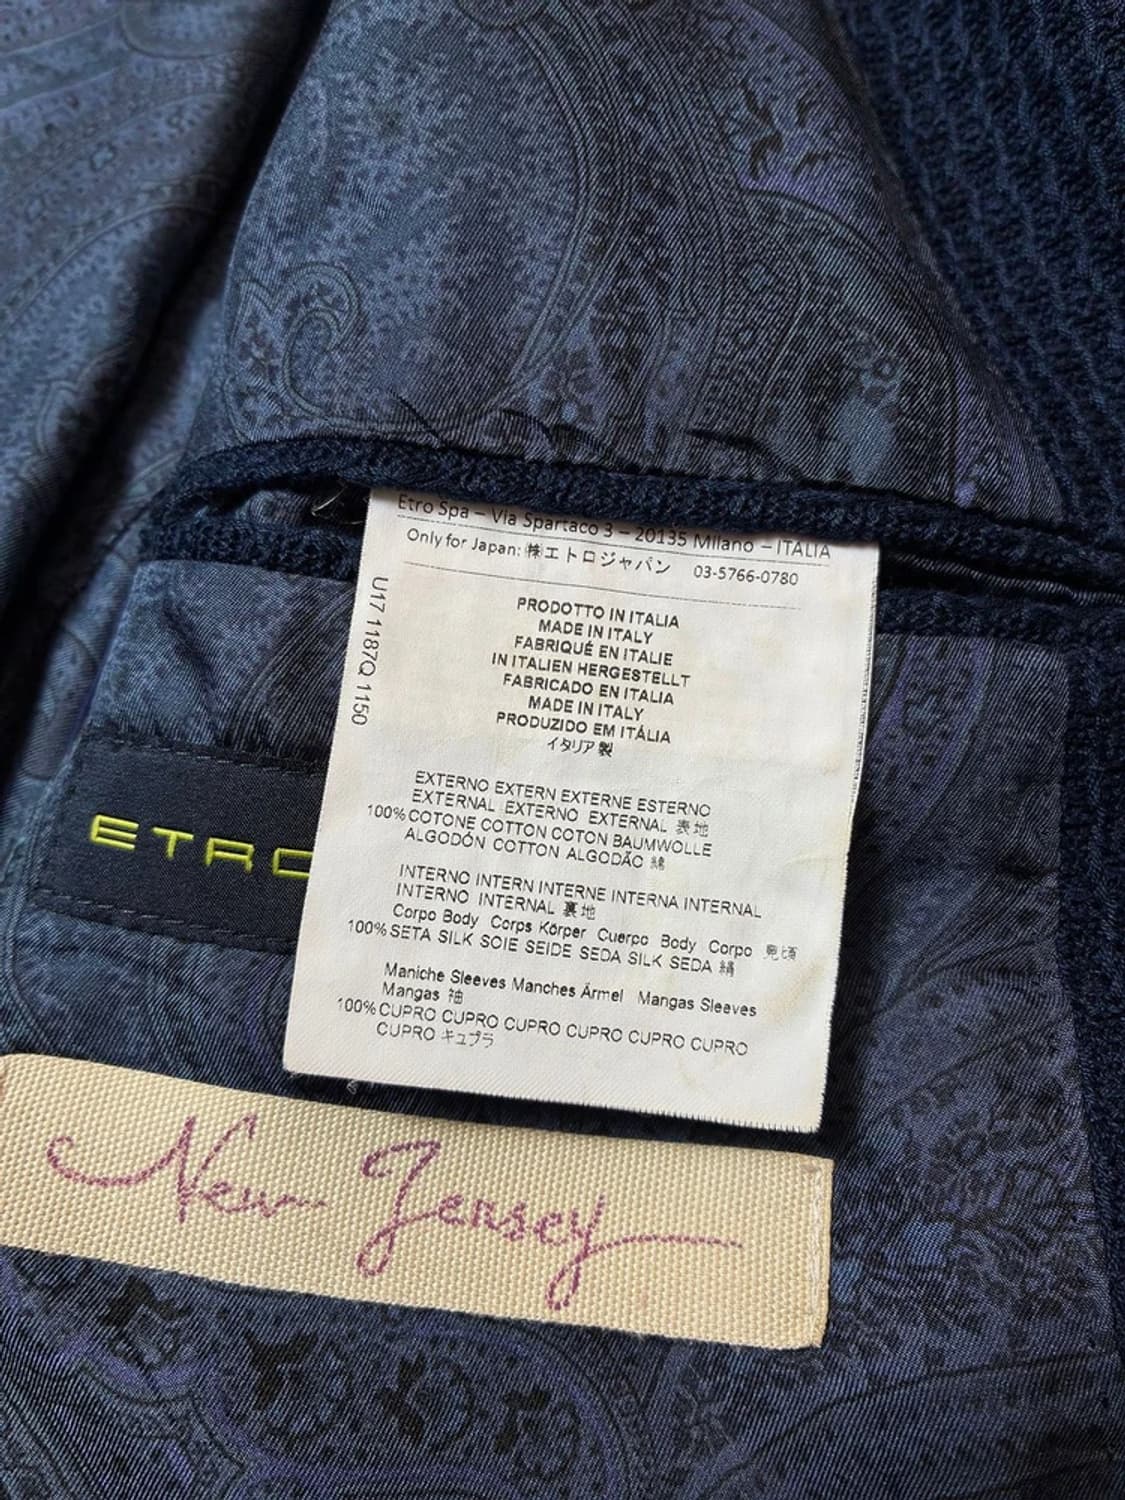 Etro Spa – Via Spartaco 3 – 20135 Milano – ITALIA
Only for Japan: ㈱エトロジャパン 03-5766-0780
U17 1187Q 1150
PRODOTTO IN ITALIA
MADE IN ITALY
FABRIQUÉ EN ITALIE
IN ITALIEN HERGESTELLT
FABRICADO EN ITALIA
MADE IN ITALY
PRODUZIDO EM ITÁLIA
イタリア製
EXTERNO EXTERN EXTERNE ESTERNO
EXTERNAL EXTERNO EXTERNAL 表地
100% COTONE COTTON COTON BAUMWOLLE
ALGODÓN COTTON ALGODÃO 綿
INTERNO INTERN INTERNE INTERNA INTERNAL
INTERNO INTERNAL 裏地
Corpo Body Corps Körper Cuerpo Body Corpo 見頃
100% SETA SILK SOIE SEIDE SEDA SILK SEDA 絹
Maniche Sleeves Manches Ärmel Mangas Sleeves
Mangas 袖
100% CUPRO CUPRO CUPRO CUPRO CUPRO CUPRO
CUPRO キュプラ
ETRO
New Jersey